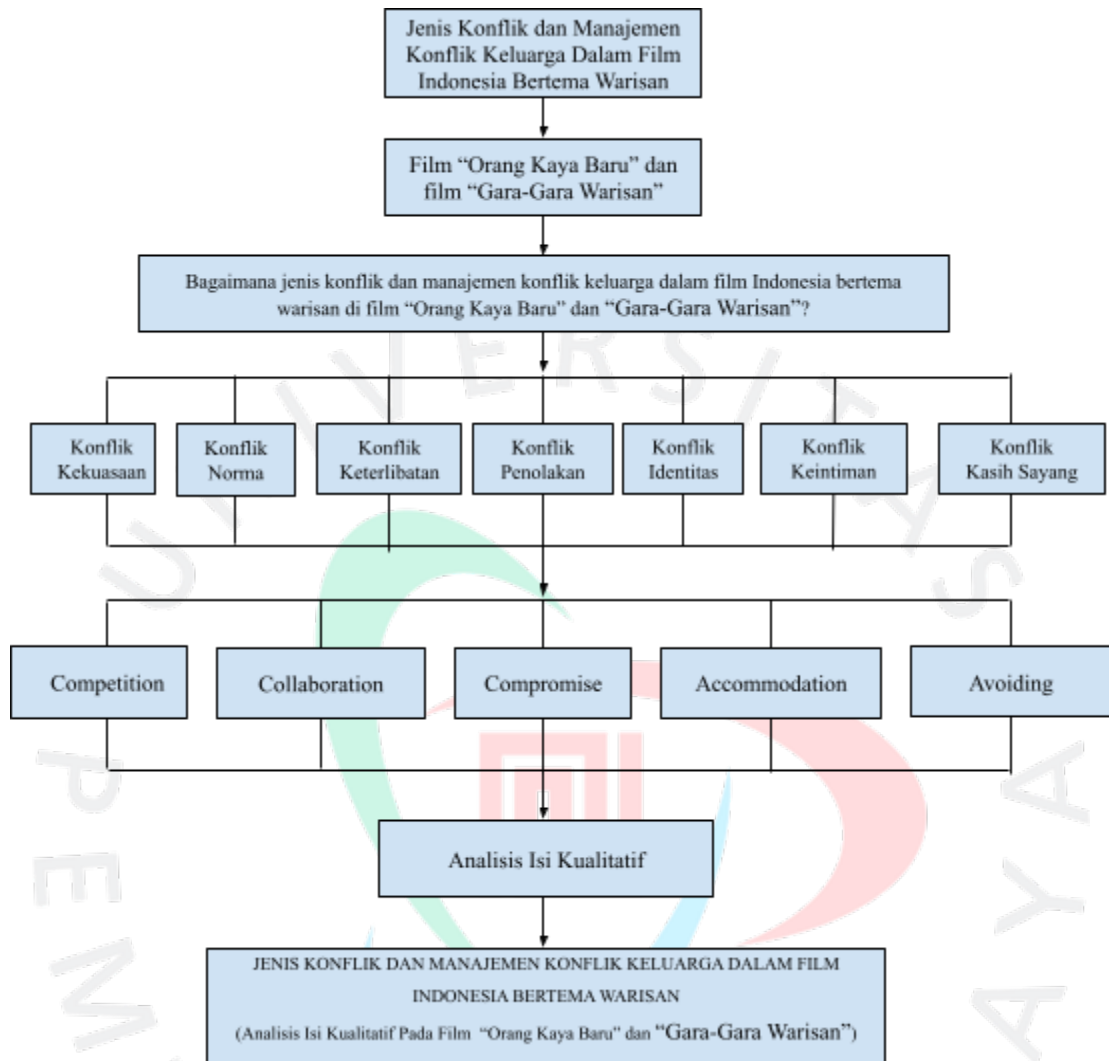 Jenis Konflik dan Manajemen
Konflik Keluarga Dalam Film
Indonesia Bertema Warisan
Film “Orang Kaya Baru” dan
film “Gara-Gara Warisan”
Bagaimana jenis konflik dan manajemen konflik keluarga dalam film Indonesia bertema
warisan di film “Orang Kaya Baru” dan “Gara-Gara Warisan”?
Konflik
Kekuasaan
Konflik
Norma
Konflik
Keterlibatan
Konflik
Penolakan
Konflik
Identitas
Konflik
Keintiman
Konflik
Kasih Sayang
Competition
Collaboration
Compromise
Accommodation
Avoiding
Analisis Isi Kualitatif
JENIS KONFLIK DAN MANAJEMEN KONFLIK KELUARGA DALAM FILM
INDONESIA BERTEMA WARISAN
(Analisis Isi Kualitatif Pada Film “Orang Kaya Baru” dan “Gara-Gara Warisan”)
UNIVERSITAS